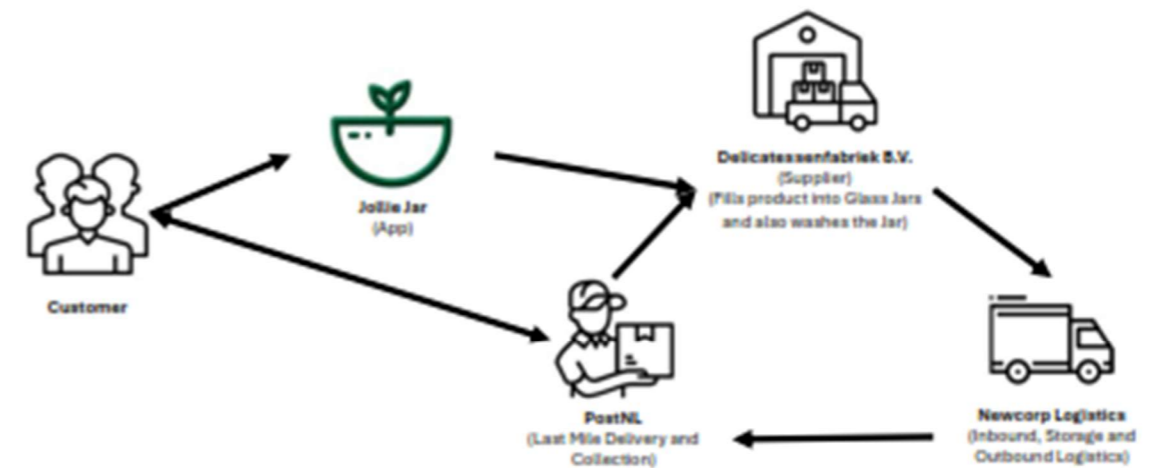 Delicatessenfabriek B.V.
(Supplier)
(Fills product into Glass Jars
and also washes the Jar)
Jollie Jar
(App)
Customer
PostNL
(Last Mile Delivery and
Collection)
Newcorp Logistics
(Inbound, Storage and
Outbound Logistics)